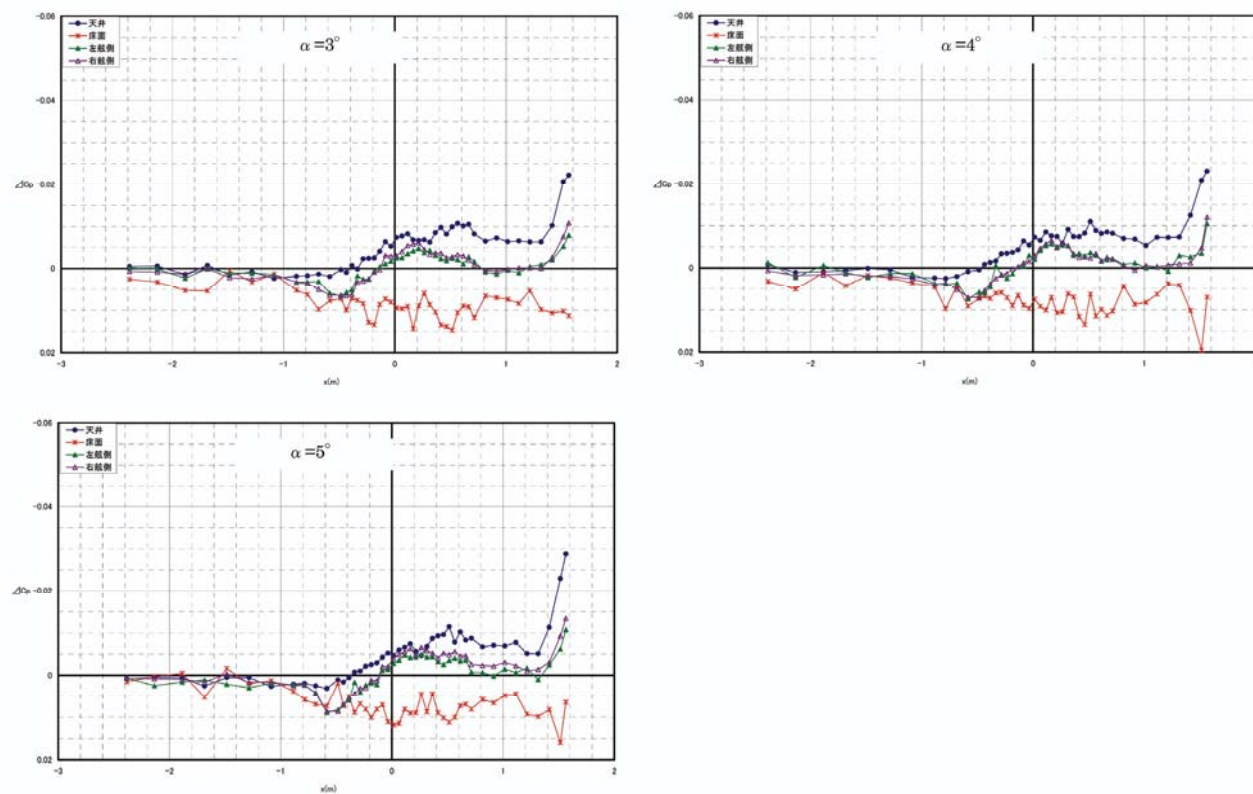 -0.06
天井
床面
左舷側
右舷側
α=3°
-0.04
⊿Cp -0.02
0
0.02
-3 -2 -1 0 1 2
x(m)
-0.06
天井
床面
左舷側
右舷側
α=4°
-0.04
⊿Cp -0.02
0
0.02
-3 -2 -1 0 1
x(m)
-0.06
天井
床面
左舷側
右舷側
α=5°
-0.04
⊿Cp -0.02
0
0.02
-3 -2 -1 0 1 2
x(m)